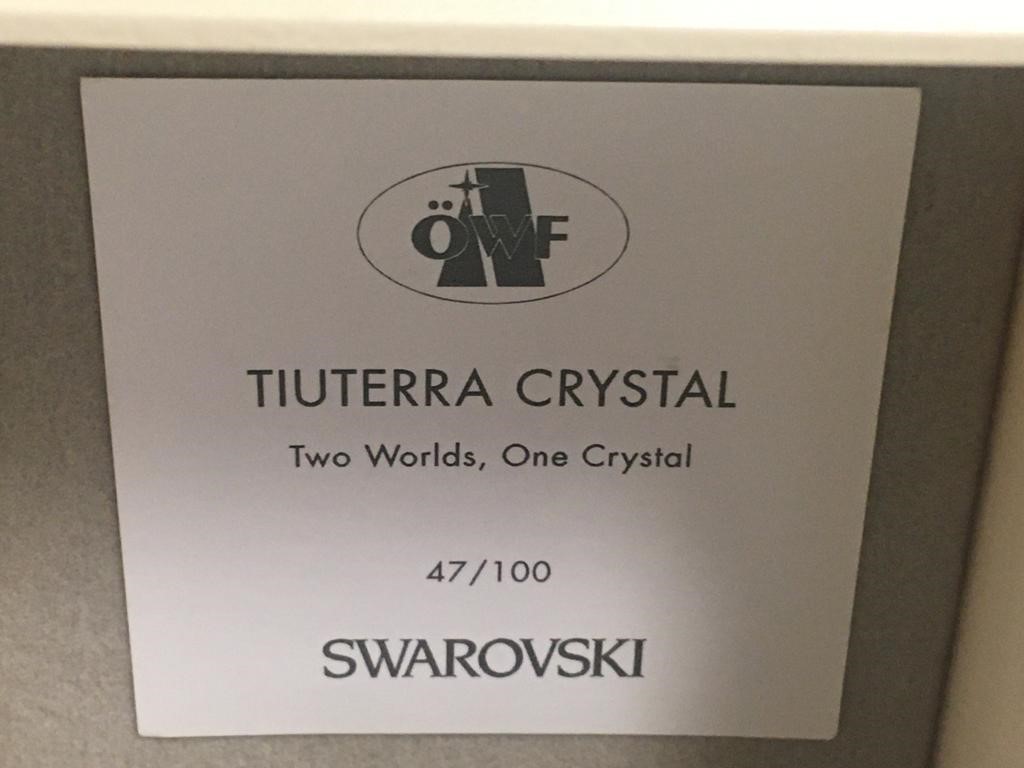 ÖWF
TIUTERRA CRYSTAL
Two Worlds, One Crystal
47/100
SWAROVSKI